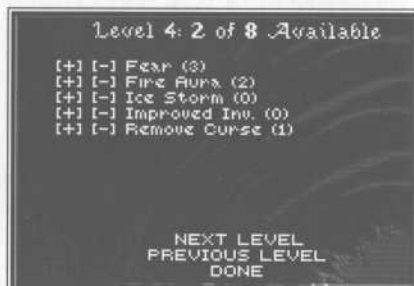 Level 4: 2 of 8 Available
[+] [-] Fear (3)
[+] [-] Fire Aura (2)
[+] [-] Ice Storm (0)
[+] [-] Improved Inv. (0)
[+] [-] Remove Curse (1)
NEXT LEVEL
PREVIOUS LEVEL
DONE